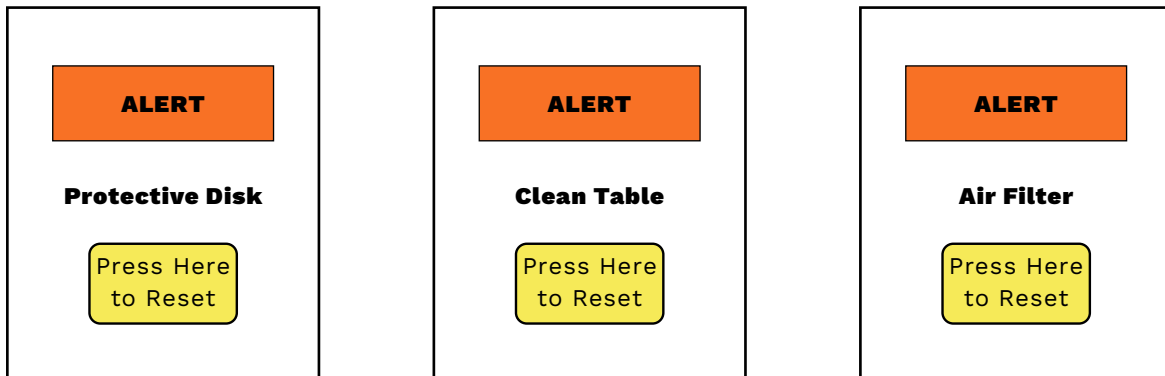 ALERT
Protective Disk
Press Here
to Reset
ALERT
Clean Table
Press Here
to Reset
ALERT
Air Filter
Press Here
to Reset